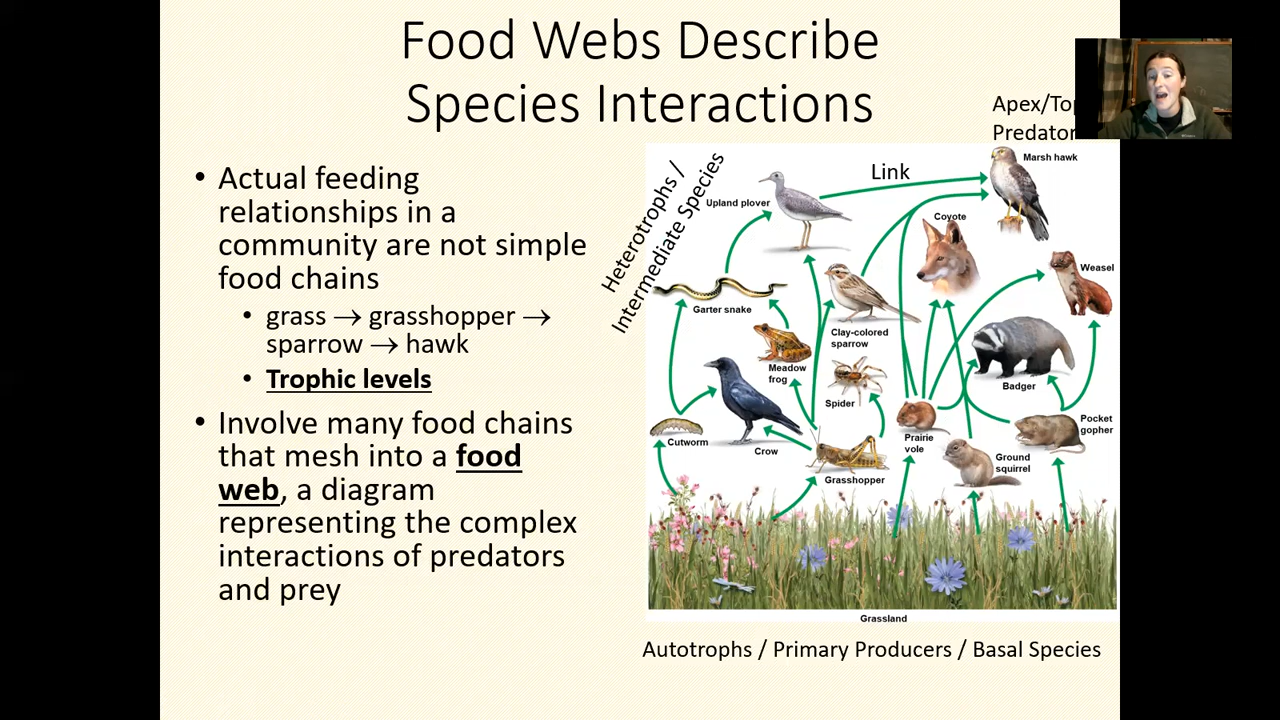 Food Webs Describe
Species Interactions
• Actual feeding
relationships in a
community are not simple
food chains
• grass → grasshopper →
sparrow → hawk
• Trophic levels
• Involve many food chains
that mesh into a food
web, a diagram
representing the complex
interactions of predators
and prey
Apex/To
Predator
Heterotrophs /
Intermediate Species
Link
Marsh hawk
Upland plover
Coyote
Weasel
Garter snake
Clay-colored
sparrow
Meadow
frog
Spider
Badger
Cutworm
Crow
Grasshopper
Prairie
vole
Ground
squirrel
Pocket
gopher
Grassland
Autotrophs / Primary Producers / Basal Species